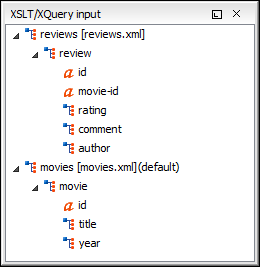 XSLT/XQuery input
reviews [reviews.xml]
review
a id
a movie-id
rating
comment
author
movies [movies.xml](default)
movie
a id
title
year